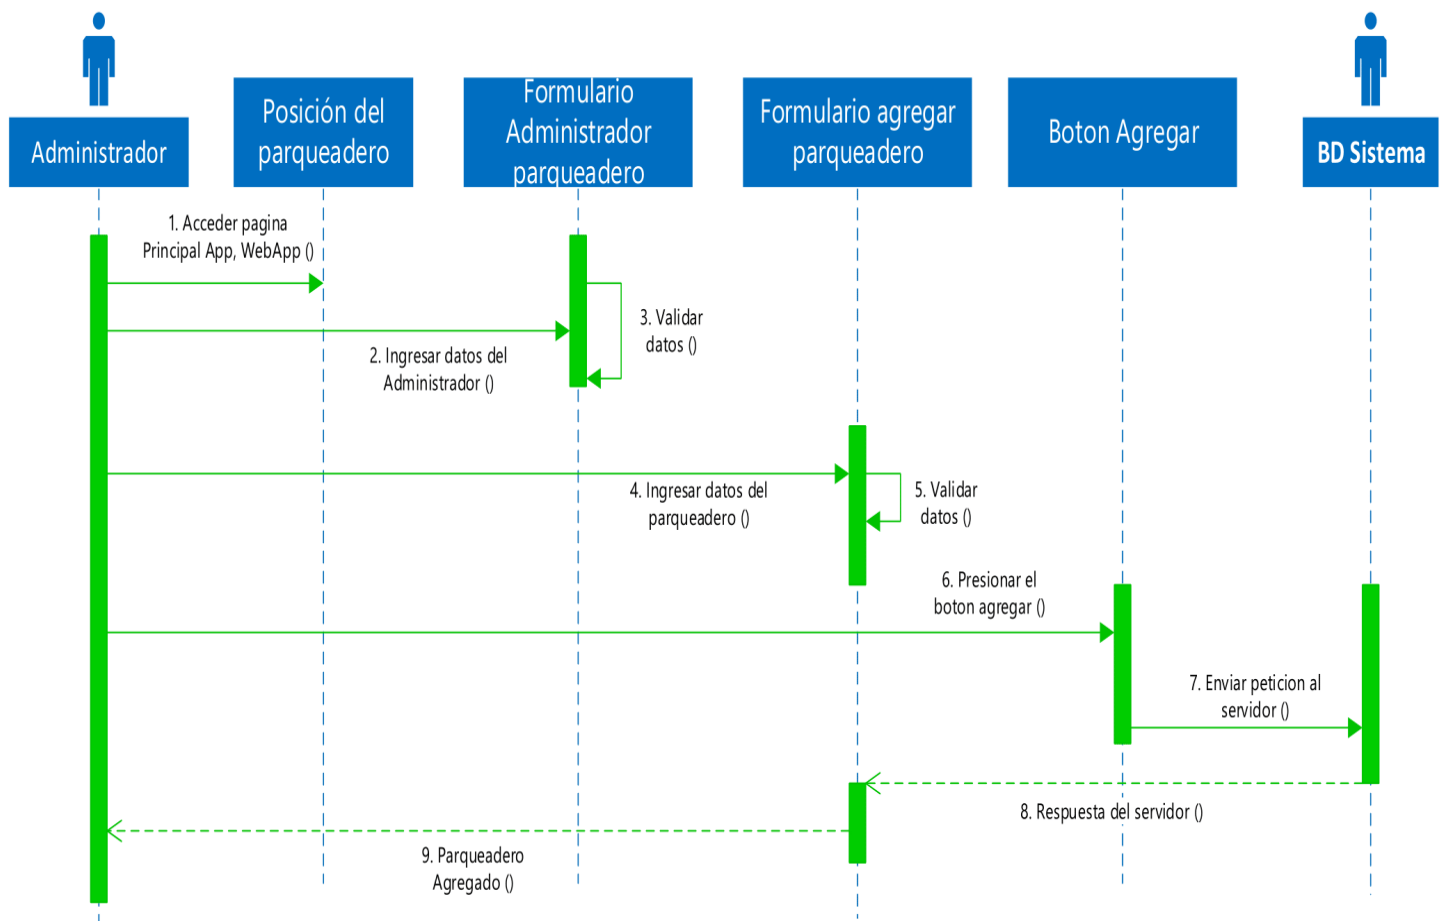 Administrador
Posición del
parqueadero
Formulario
Administrador
parqueadero
Formulario agregar
parqueadero
Boton Agregar
BD Sistema
1. Acceder pagina
Principal App, WebApp ()
2. Ingresar datos del
Administrador ()
3. Validar
datos ()
4. Ingresar datos del
parqueadero ()
5. Validar
datos ()
6. Presionar el
boton agregar ()
7. Enviar peticion al
servidor ()
8. Respuesta del servidor ()
9. Parqueadero
Agregado ()